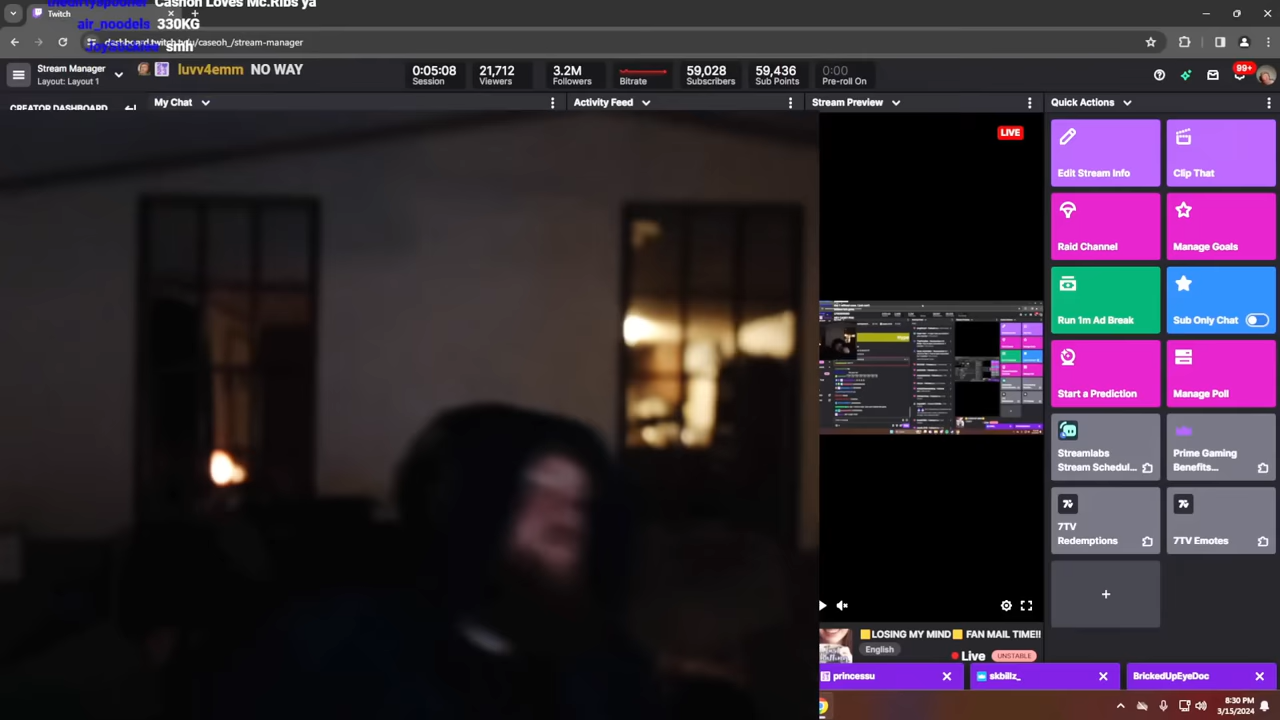 Cashoh Loves Mc.Ribs ya
Twitch
air_noodels 330KG
smh
dashboard.twitch.tv/u/caseoh_/stream-manager
Stream Manager
Layout: Layout 1
luvv4emm NO WAY
0:05:08
Session
21,712
Viewers
3.2M
Followers
Bitrate
59,028
Subscribers
59,436
Sub Points
0:00
Pre-roll On
99+
CREATOR DASHBOARD
My Chat
Activity Feed
Stream Preview
Quick Actions
LIVE
Edit Stream Info
Clip That
Raid Channel
Manage Goals
Run 1m Ad Break
Sub Only Chat
Start a Prediction
Manage Poll
Streamlabs
Stream Schedul...
Prime Gaming
Benefits...
7TV
Redemptions
7TV Emotes
+
LOSING MY MIND FAN MAIL TIME!!
English
Live UNSTABLE
princessu
skbillz_
BrickedUpEyeDoc
8:30 PM
3/15/2024